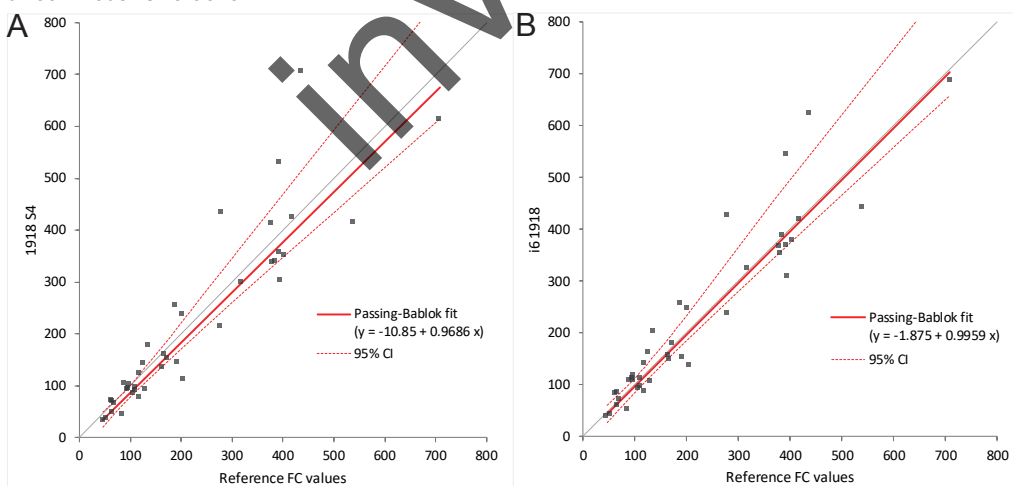 A
800
700
600
500
400
300
200
100
0
1918 S4
0 100 200 300 400 500 600 700 800
Reference FC values
Passing-Bablok fit
(y = -10.85 + 0.9686 x)
95% CI
B
800
700
600
500
400
300
200
100
0
i6 1918
0 100 200 300 400 500 600 700 800
Reference FC values
Passing-Bablok fit
(y = -1.875 + 0.9959 x)
95% CI
inv